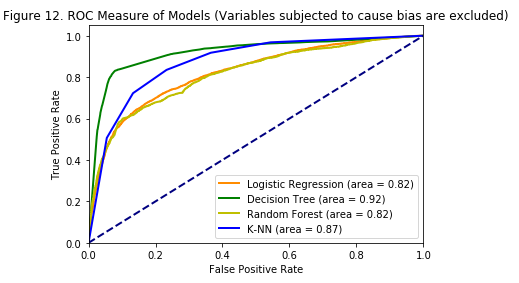 Figure 12. ROC Measure of Models (Variables subjected to cause bias are excluded)
1.0
0.8
0.6
0.4
0.2
0.0
True Positive Rate
Logistic Regression (area = 0.82)
Decision Tree (area = 0.92)
Random Forest (area = 0.82)
K-NN (area = 0.87)
0.0 0.2 0.4 0.6 0.8 1.0
False Positive Rate